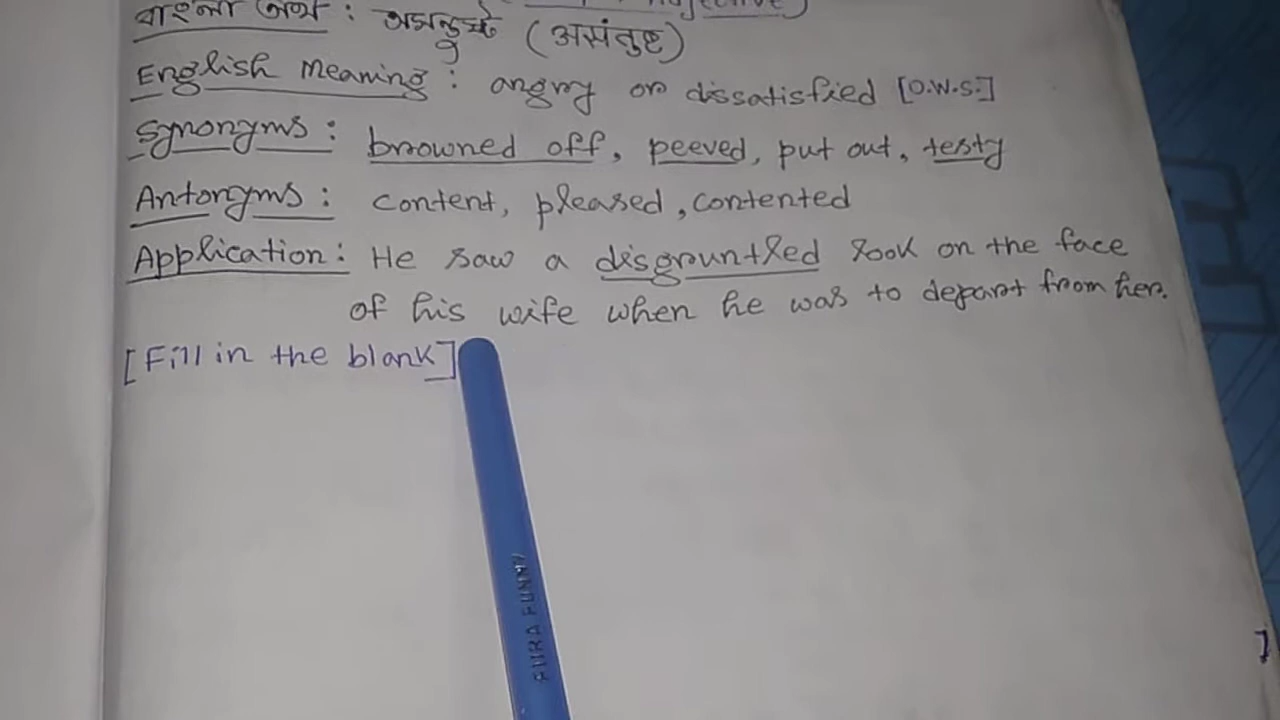 বাংলা অর্থ : অসন্তুষ্ট (असंतुष्ट)
English Meaning : angry or dissatisfied [O.W.S.]
Synonyms : browned off, peeved, put out, testy
Antonyms : content, pleased, contented
Application : He saw a disgruntled look on the face
of his wife when he was to depart from her.
[Fill in the blank]